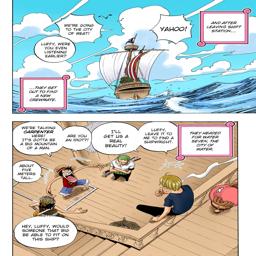 AND AFTER
LEAVING SHIFT
STATION...
YAHOO!
WE'RE GOING
TO THE
CITY OF MEAT!
LUFFY, WERE
YOU EVEN
LISTENING
EARLIER?
...THEY SET
OUT TO FIND
A NEW
CREWMATE.
THEY HEADED
FOR WATER
SEVEN, THE
CITY OF
WATER.
LUFFY,
LEAVE IT
TO ME TO
FIND A
SHIPWRIGHT.
I'LL
GET US A
REAL
BEAUTY!
ARE YOU
AN IDIOT?!
WE'RE TALKING
CARPENTER
HERE!
IT'S GOTTA BE
A BIG MOUNTAIN
OF A MAN.
ABOUT
FIVE
METERS
TALL...
HEY, LUFFY, WOULD
SOMEONE THAT BIG
BE ABLE TO FIT ON
THIS SHIP?